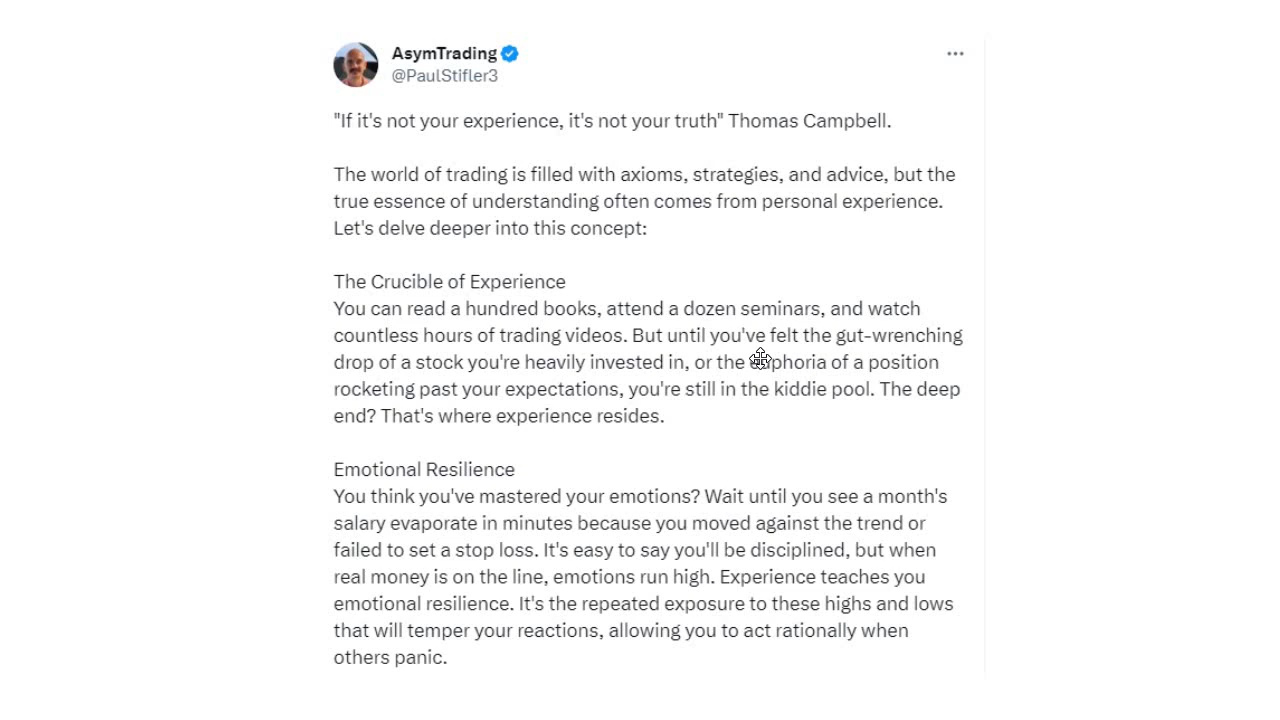 AsymTrading
@PaulStifler3
"If it's not your experience, it's not your truth" Thomas Campbell.
The world of trading is filled with axioms, strategies, and advice, but the
true essence of understanding often comes from personal experience.
Let's delve deeper into this concept:
The Crucible of Experience
You can read a hundred books, attend a dozen seminars, and watch
countless hours of trading videos. But until you've felt the gut-wrenching
drop of a stock you're heavily invested in, or the euphoria of a position
rocketing past your expectations, you're still in the kiddie pool. The deep
end? That's where experience resides.
Emotional Resilience
You think you've mastered your emotions? Wait until you see a month's
salary evaporate in minutes because you moved against the trend or
failed to set a stop loss. It's easy to say you'll be disciplined, but when
real money is on the line, emotions run high. Experience teaches you
emotional resilience. It's the repeated exposure to these highs and lows
that will temper your reactions, allowing you to act rationally when
others panic.